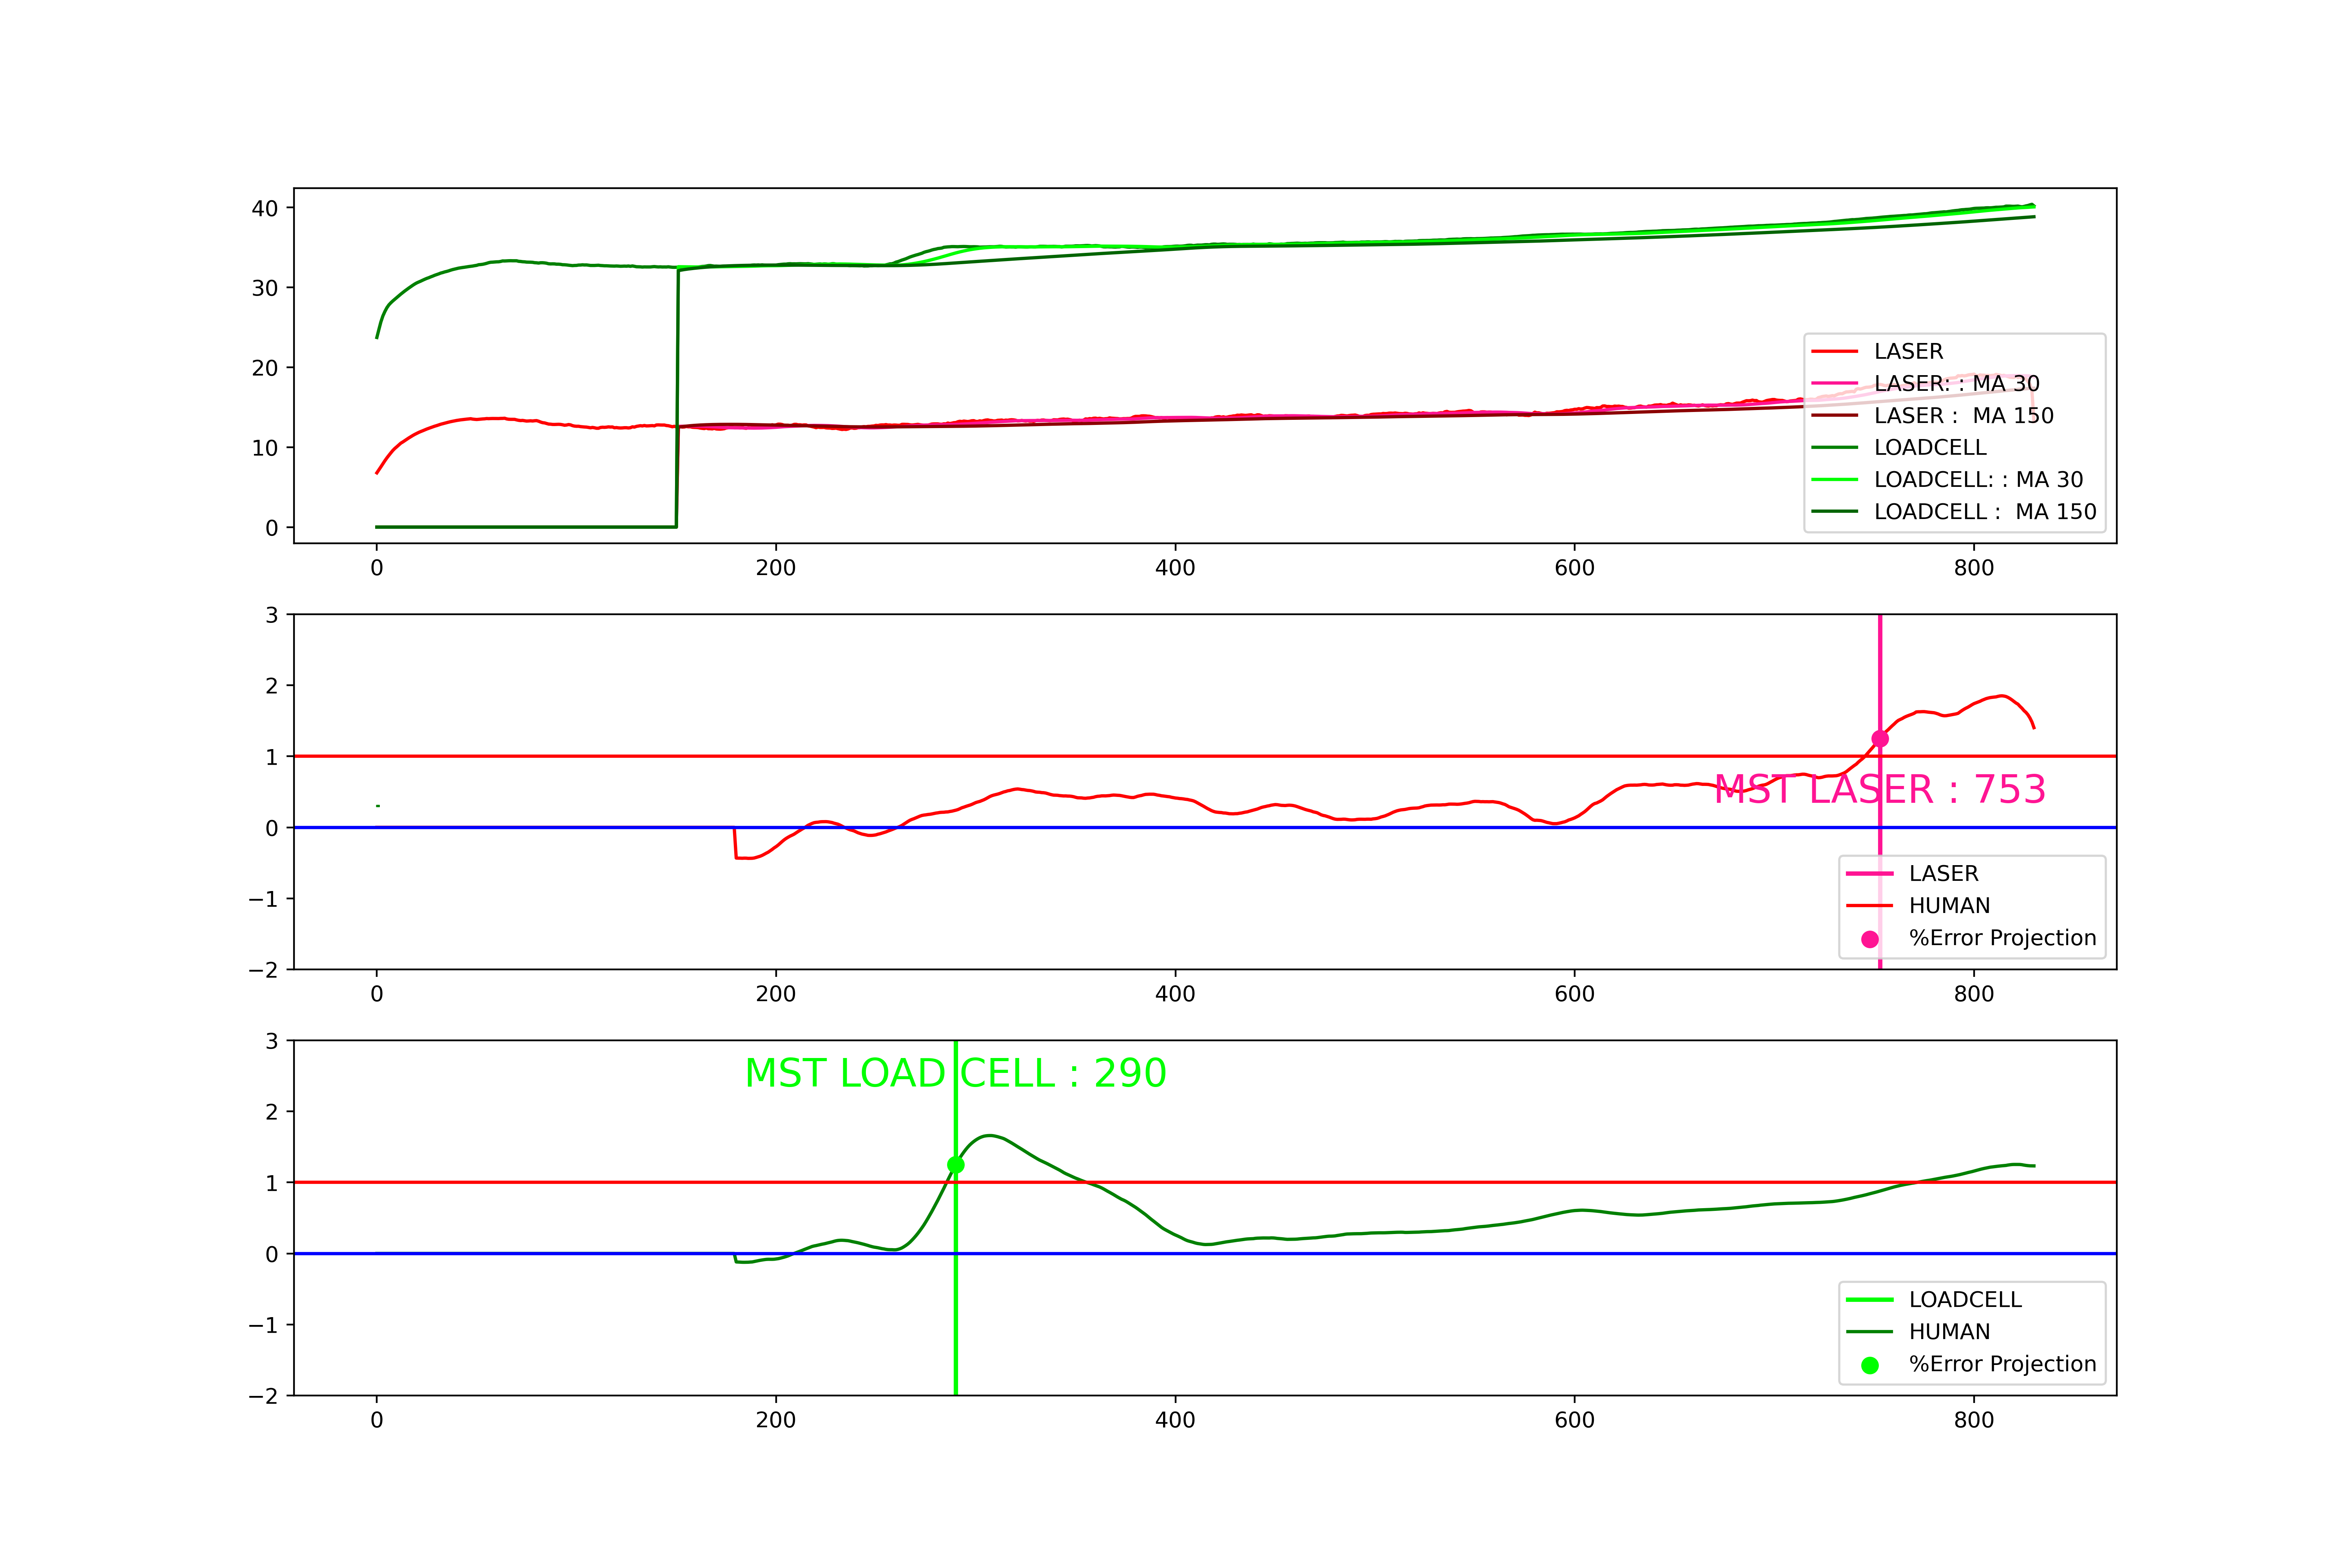 40
30
20
10
0
LASER
LASER: : MA 30
LASER :  MA 150
LOADCELL
LOADCELL: : MA 30
LOADCELL :  MA 150
0 200 400 600 800
3
2
1
0
−1
−2
MST LASER : 753
LASER
HUMAN
%Error Projection
0 200 400 600 800
3
2
1
0
−1
−2
MST LOAD CELL : 290
LOADCELL
HUMAN
%Error Projection
0 200 400 600 800